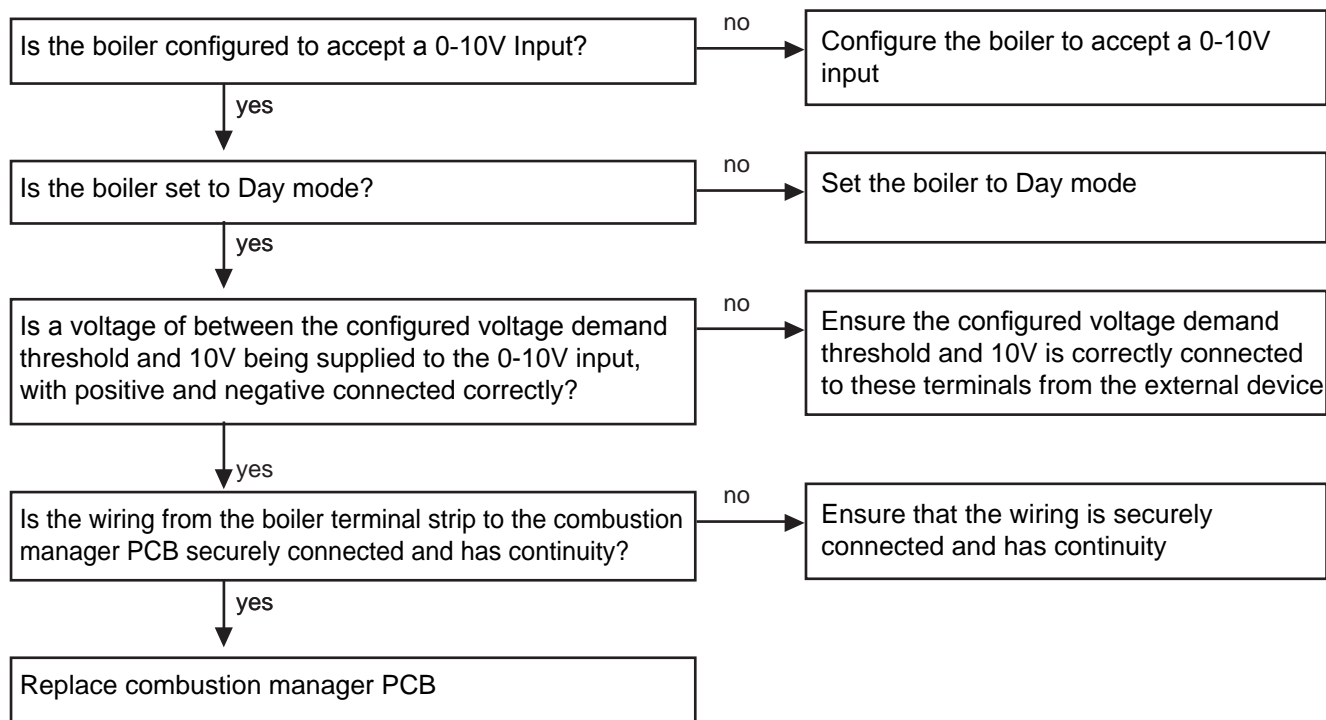 Is the boiler configured to accept a 0-10V Input?
no
Configure the boiler to accept a 0-10V
input
yes
Is the boiler set to Day mode?
no
Set the boiler to Day mode
yes
Is a voltage of between the configured voltage demand
threshold and 10V being supplied to the 0-10V input,
with positive and negative connected correctly?
no
Ensure the configured voltage demand
threshold and 10V is correctly connected
to these terminals from the external device
yes
Is the wiring from the boiler terminal strip to the combustion
manager PCB securely connected and has continuity?
no
Ensure that the wiring is securely
connected and has continuity
yes
Replace combustion manager PCB